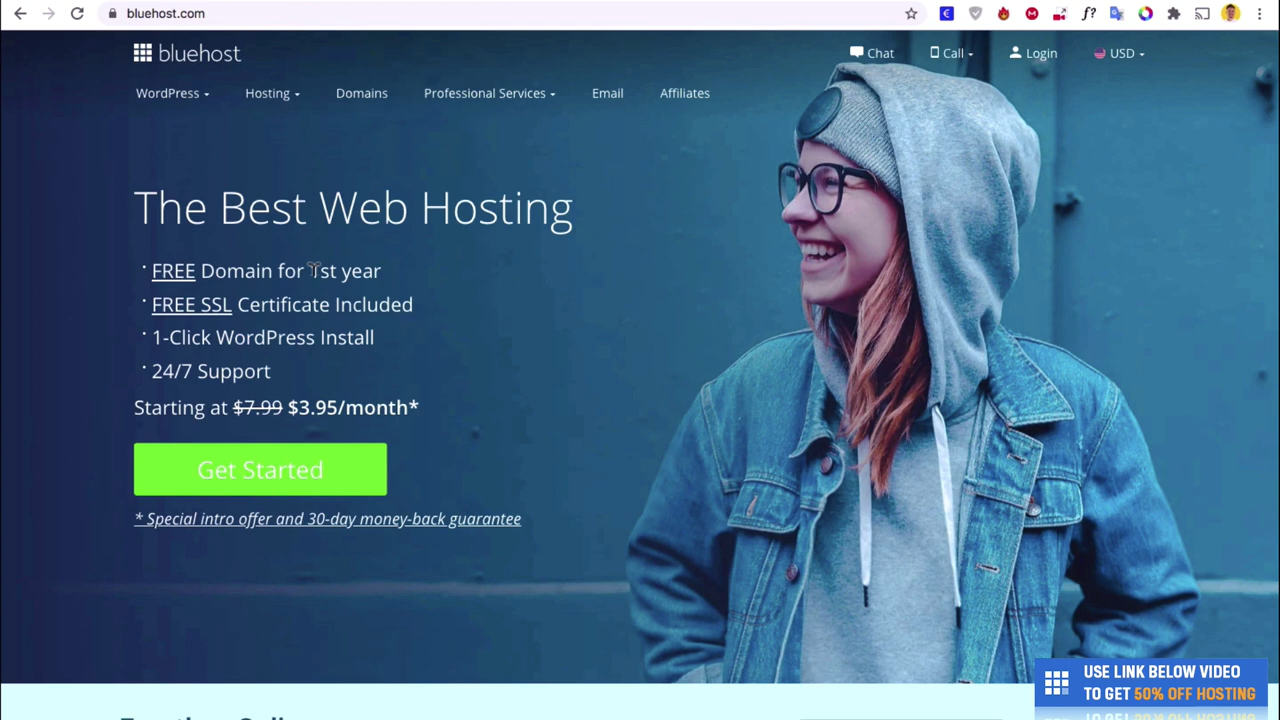 bluehost.com
f?
bluehost
Chat
Call
Login
USD
WordPress
Hosting
Domains
Professional Services
Email
Affiliates
The Best Web Hosting
FREE Domain for 1st year
FREE SSL Certificate Included
1-Click WordPress Install
24/7 Support
Starting at $7.99 $3.95/month*
Get Started
* Special intro offer and 30-day money-back guarantee
USE LINK BELOW VIDEO
TO GET 50% OFF HOSTING